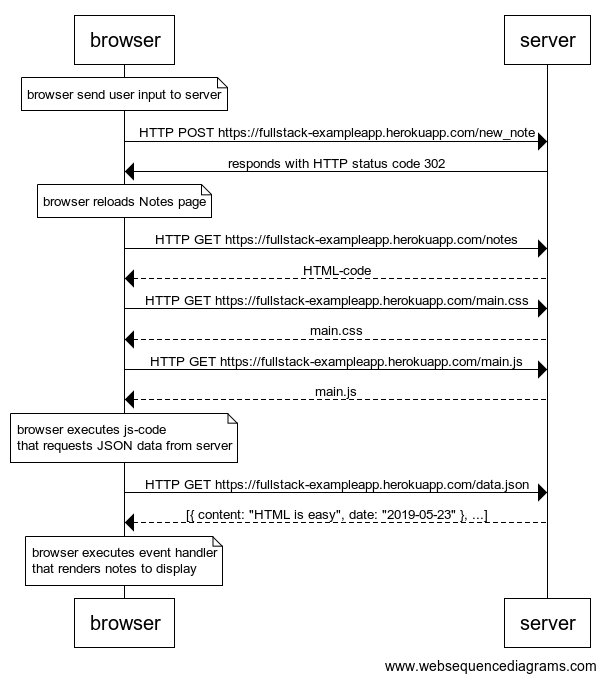 browser
server
browser send user input to server
HTTP POST https://fullstack-exampleapp.herokuapp.com/new_note
responds with HTTP status code 302
browser reloads Notes page
HTTP GET https://fullstack-exampleapp.herokuapp.com/notes
HTML-code
HTTP GET https://fullstack-exampleapp.herokuapp.com/main.css
main.css
HTTP GET https://fullstack-exampleapp.herokuapp.com/main.js
main.js
browser executes js-code
that requests JSON data from server
HTTP GET https://fullstack-exampleapp.herokuapp.com/data.json
[{ content: "HTML is easy", date: "2019-05-23" }, ...]
browser executes event handler
that renders notes to display
browser
server
www.websequencediagrams.com